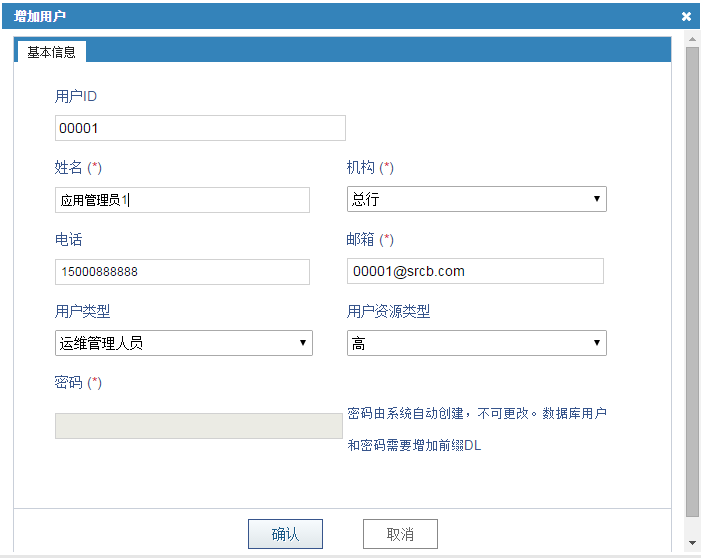 增加用户
基本信息
用户ID
00001
姓名 (*) 机构 (*)
应用管理员1 总行
电话 邮箱 (*)
15000888888 00001@srcb.com
用户类型 用户资源类型
运维管理人员 高
密码 (*)
密码由系统自动创建，不可更改。数据库用户
和密码需要增加前缀DL
确认 取消